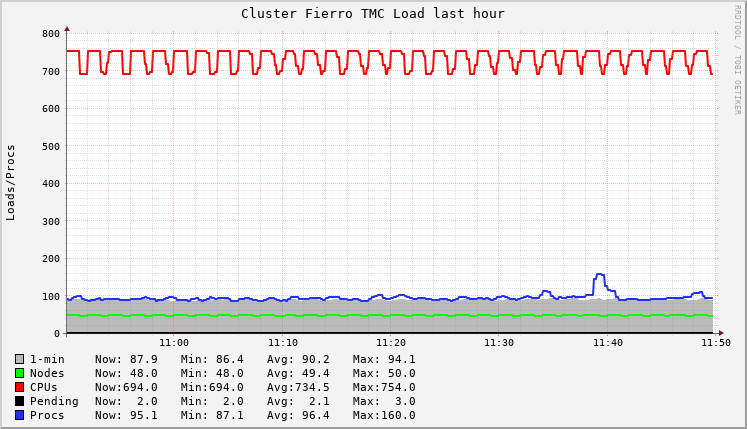 Cluster Fierro TMC Load last hour
RRDTOOL / TOBI OETIKER
Loads/Procs
800
700
600
500
400
300
200
100
0
11:00 11:10 11:20 11:30 11:40 11:50
1-min Now: 87.9 Min: 86.4 Avg: 90.2 Max: 94.1
Nodes Now: 48.0 Min: 48.0 Avg: 49.4 Max: 50.0
CPUs Now:694.0 Min:694.0 Avg:734.5 Max:754.0
Pending Now: 2.0 Min: 2.0 Avg: 2.1 Max: 3.0
Procs Now: 95.1 Min: 87.1 Avg: 96.4 Max:160.0